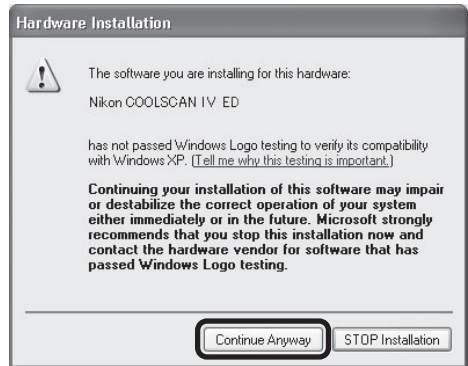 Hardware Installation
The software you are installing for this hardware:
Nikon COOLSCAN IV ED
has not passed Windows Logo testing to verify its compatibility
with Windows XP. (Tell me why this testing is important.)
Continuing your installation of this software may impair
or destabilize the correct operation of your system
either immediately or in the future. Microsoft strongly
recommends that you stop this installation now and
contact the hardware vendor for software that has
passed Windows Logo testing.
Continue Anyway STOP Installation